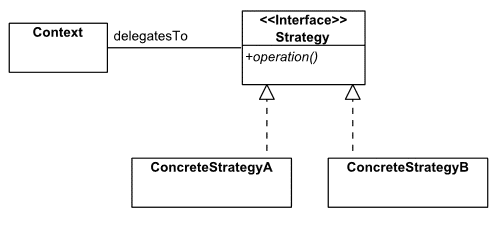 Context
delegatesTo
<<Interface>>
Strategy
+operation()
ConcreteStrategyA
ConcreteStrategyB